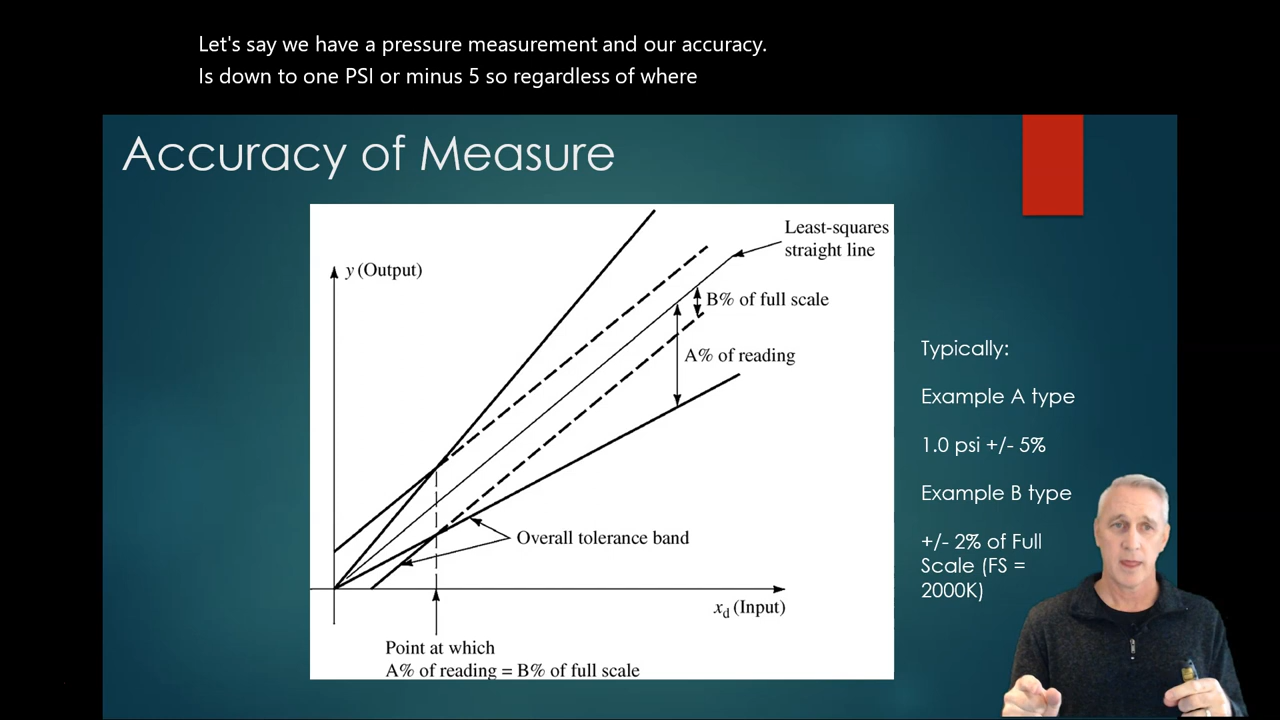 Let's say we have a pressure measurement and our accuracy.
Is down to one PSI or minus 5 so regardless of where
Accuracy of Measure
Least-squares
straight line
y (Output)
B% of full scale
A% of reading
Overall tolerance band
xd (Input)
Point at which
A% of reading = B% of full scale
Typically:
Example A type
1.0 psi +/- 5%
Example B type
+/- 2% of Full
Scale (FS =
2000K)